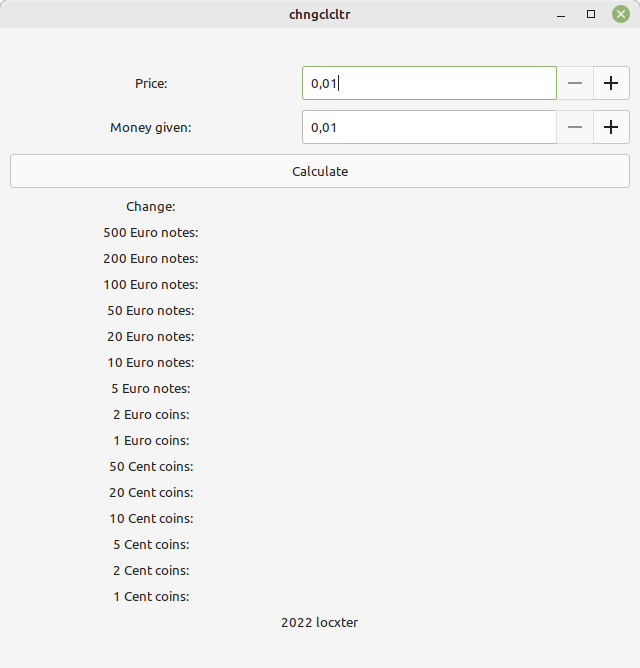 chngclcltr
Price: 0,01
Money given: 0,01
Calculate
Change:
500 Euro notes:
200 Euro notes:
100 Euro notes:
50 Euro notes:
20 Euro notes:
10 Euro notes:
5 Euro notes:
2 Euro coins:
1 Euro coins:
50 Cent coins:
20 Cent coins:
10 Cent coins:
5 Cent coins:
2 Cent coins:
1 Cent coins:
2022 locxter